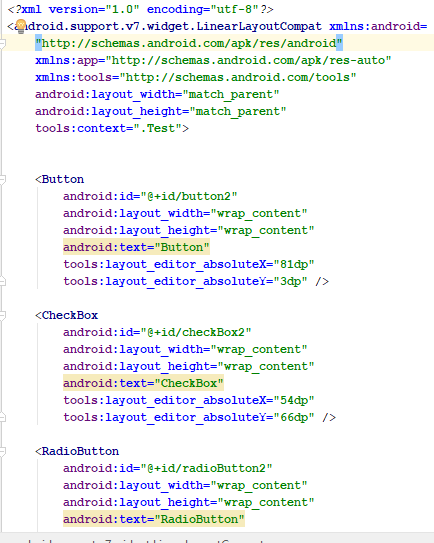 <?xml version="1.0" encoding="utf-8"?>
<android.support.v7.widget.LinearLayoutCompat xmlns:android=
"http://schemas.android.com/apk/res/android"
xmlns:app="http://schemas.android.com/apk/res-auto"
xmlns:tools="http://schemas.android.com/tools"
android:layout_width="match_parent"
android:layout_height="match_parent"
tools:context=".Test">
<Button
android:id="@+id/button2"
android:layout_width="wrap_content"
android:layout_height="wrap_content"
android:text="Button"
tools:layout_editor_absoluteX="81dp"
tools:layout_editor_absoluteY="3dp" />
<CheckBox
android:id="@+id/checkBox2"
android:layout_width="wrap_content"
android:layout_height="wrap_content"
android:text="CheckBox"
tools:layout_editor_absoluteX="54dp"
tools:layout_editor_absoluteY="66dp" />
<RadioButton
android:id="@+id/radioButton2"
android:layout_width="wrap_content"
android:layout_height="wrap_content"
android:text="RadioButton"